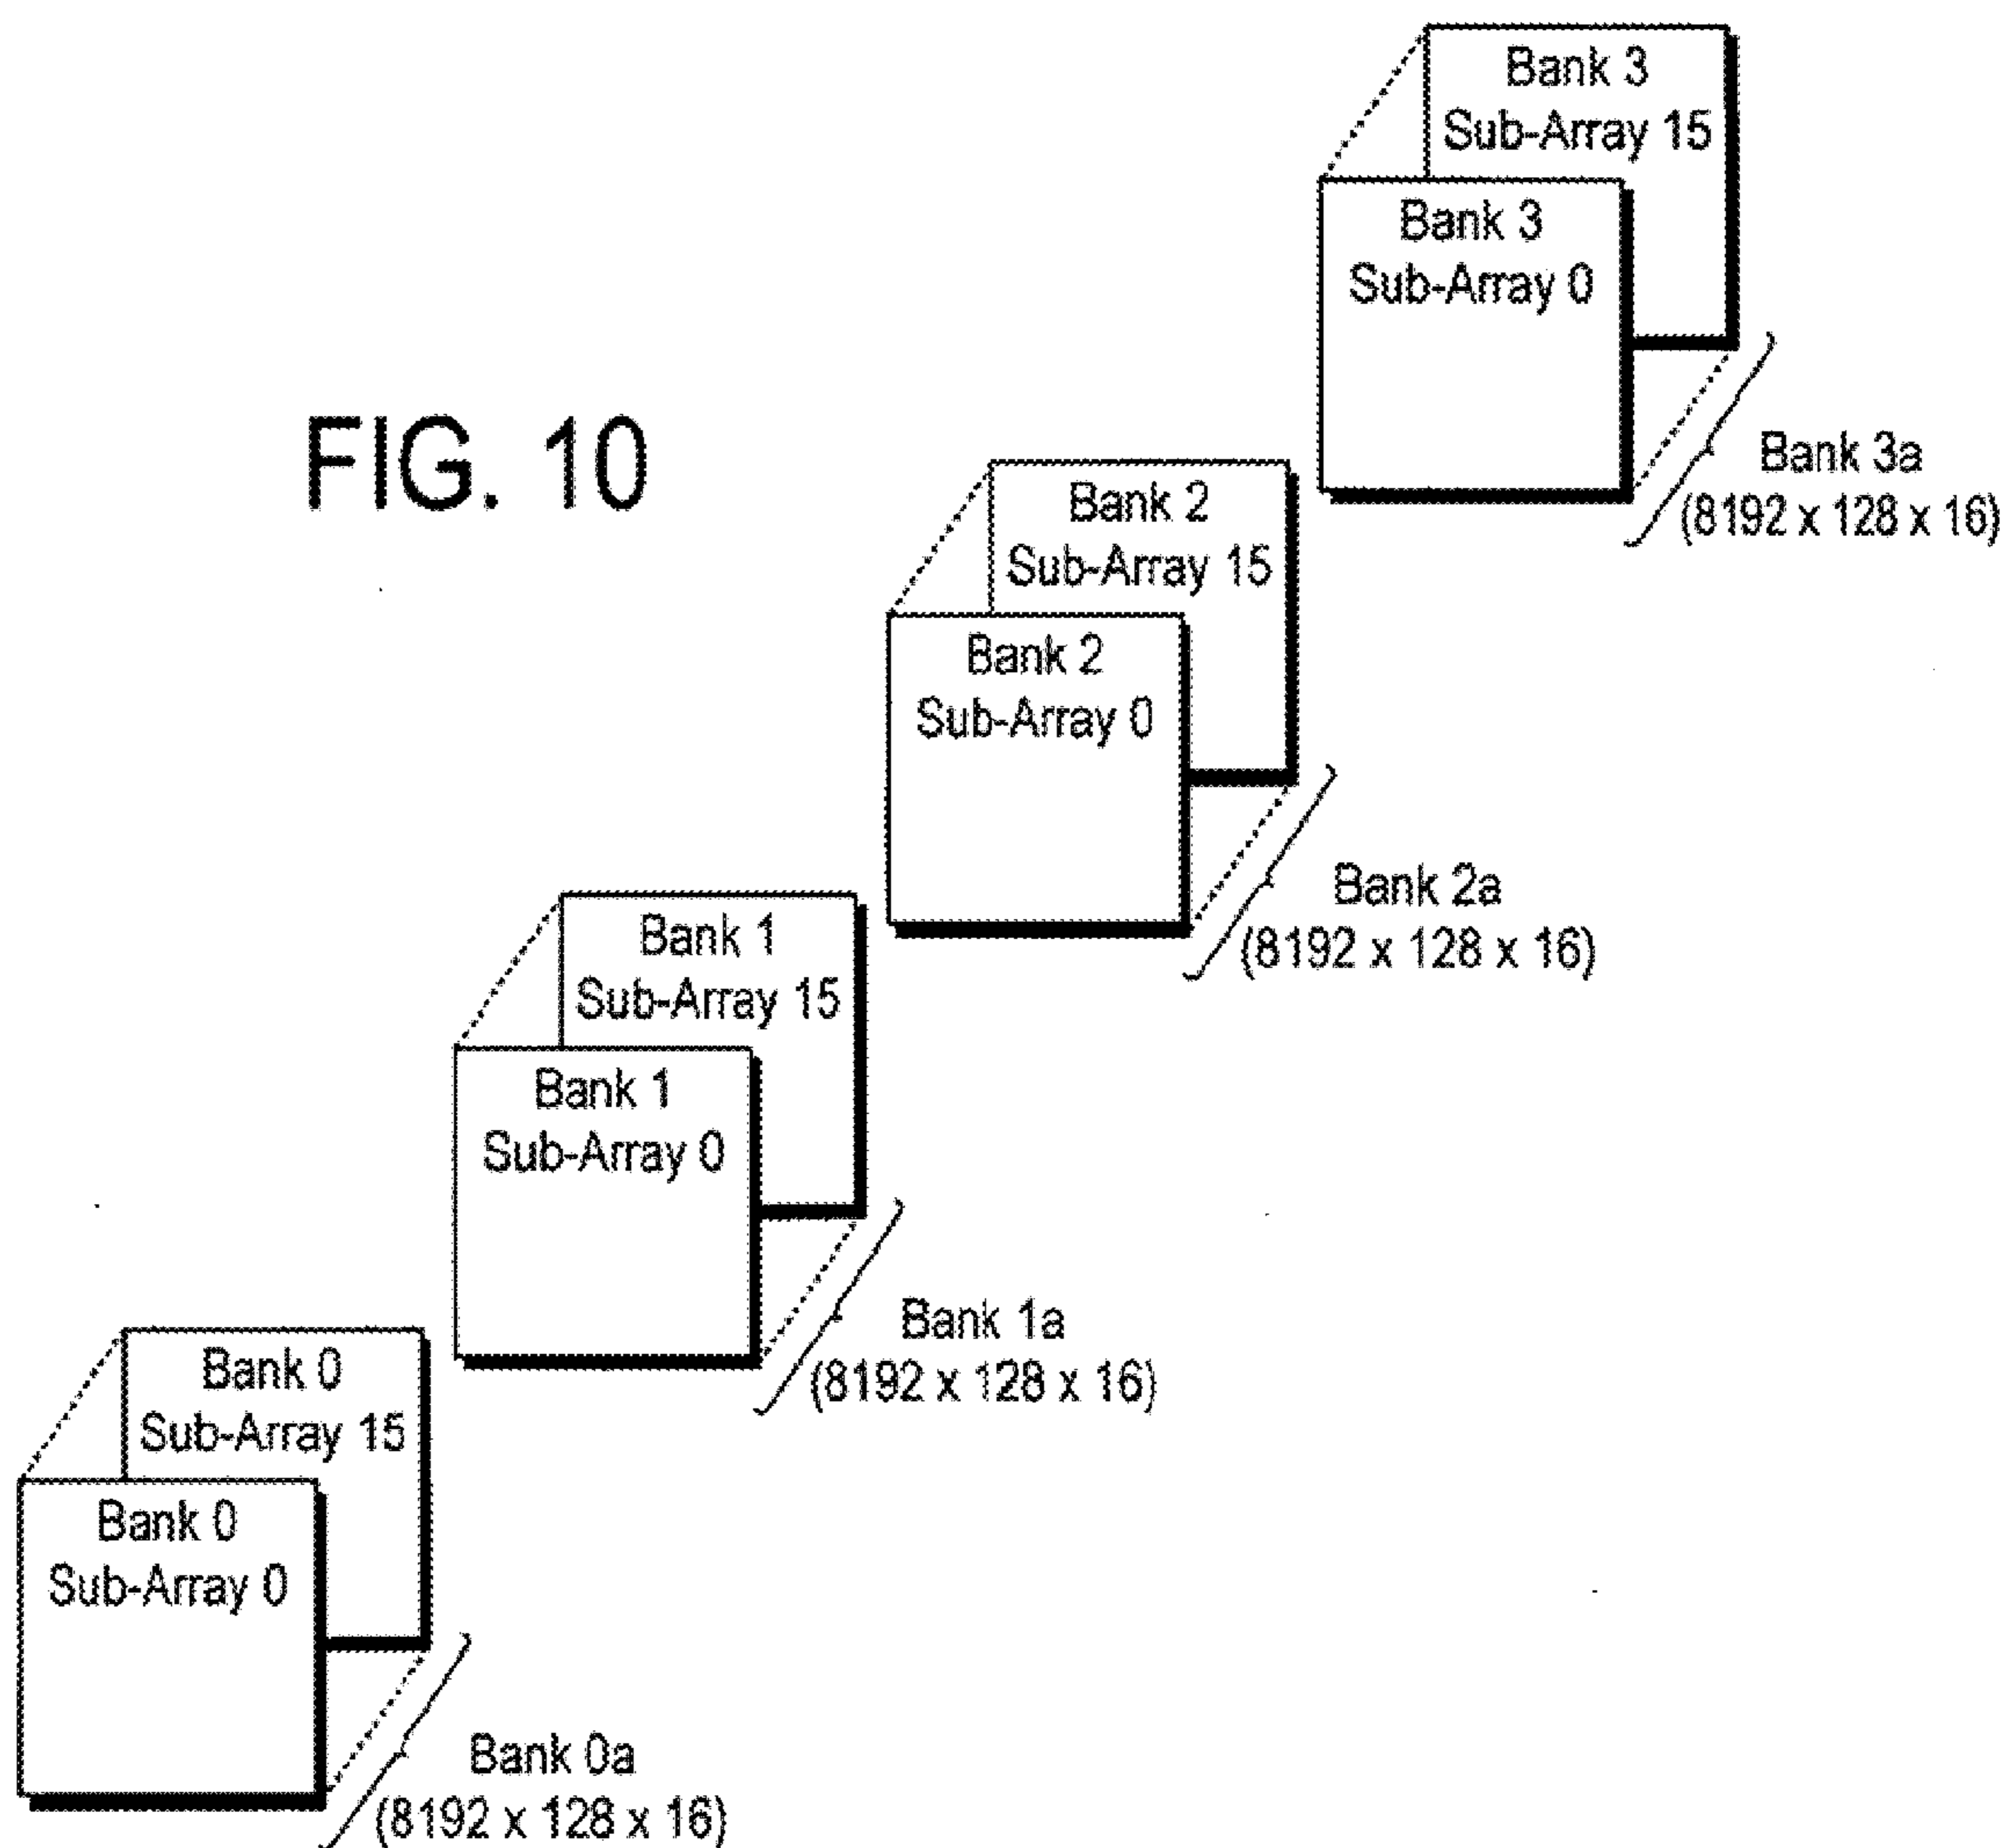 Bank 3
Sub-Array 15
Bank 3
Sub-Array 0
FIG. 10
Bank 3a
(8192 x 128 x 16)
Bank 2
Sub-Array 15
Bank 2
Sub-Array 0
Bank 2a
(8192 x 128 x 16)
Bank 1
Sub-Array 15
Bank 1
Sub-Array 0
Bank 1a
(8192 x 128 x 16)
Bank 0
Sub-Array 15
Bank 0
Sub-Array 0
Bank 0a
(8192 x 128 x 16)